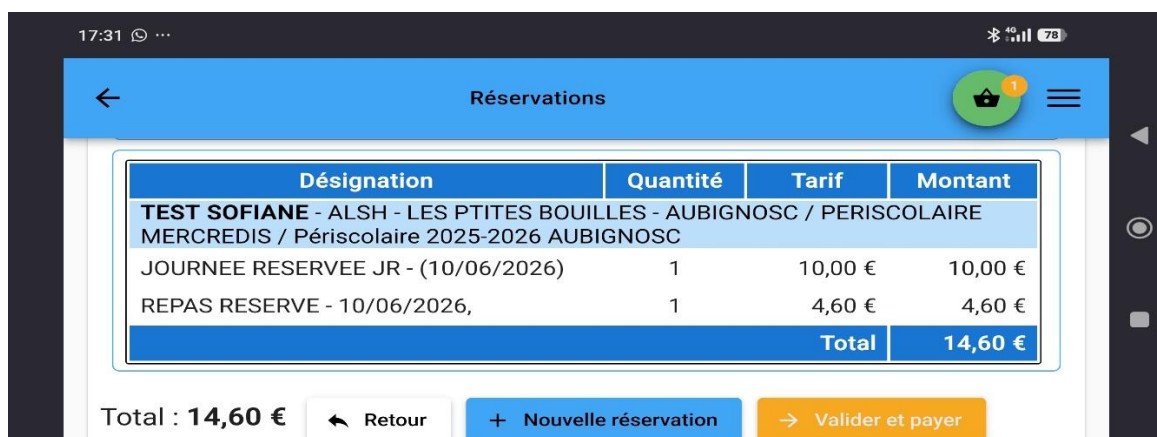 17:31
4G
78
Réservations
1
Désignation Quantité Tarif Montant
TEST SOFIANE - ALSH - LES PTITES BOUILLES - AUBIGNOSC / PERISCOLAIRE
MERCREDIS / Périscolaire 2025-2026 AUBIGNOSC
JOURNEE RESERVEE JR - (10/06/2026) 1 10,00 € 10,00 €
REPAS RESERVE - 10/06/2026, 1 4,60 € 4,60 €
Total 14,60 €
Total : 14,60 € Retour + Nouvelle réservation → Valider et payer